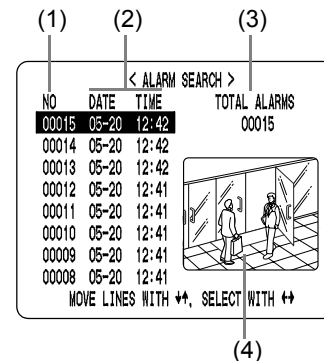 (1) (2) (3)
< ALARM SEARCH >
NO DATE TIME TOTAL ALARMS
00015 05-20 12:42 00015
00014 05-20 12:42
00013 05-20 12:42
00012 05-20 12:41
00011 05-20 12:41
00010 05-20 12:41
00009 05-20 12:41
00008 05-20 12:41
MOVE LINES WITH ↓↑, SELECT WITH ←→
(4)